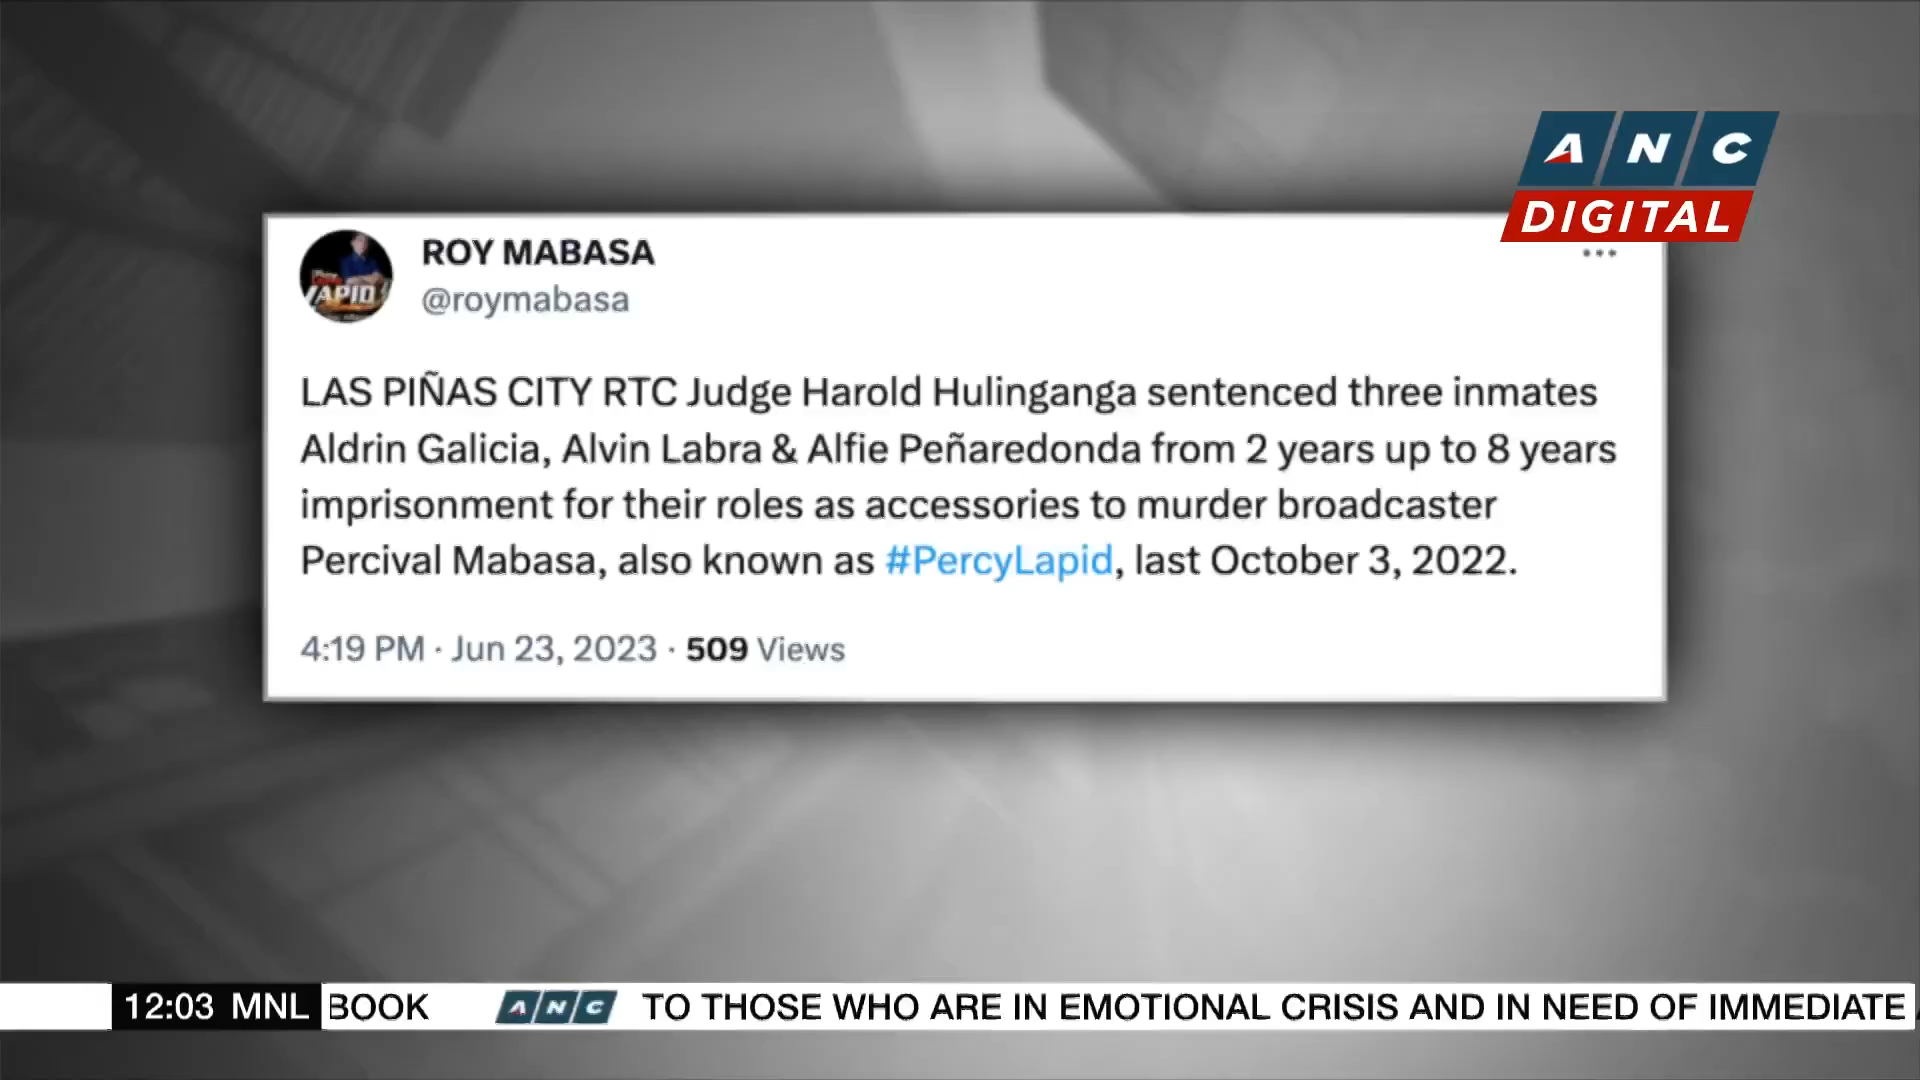 ANC
DIGITAL
ROY MABASA
@roymabasa
LAPID
LAS PIÑAS CITY RTC Judge Harold Hulinganga sentenced three inmates
Aldrin Galicia, Alvin Labra & Alfie Peñaredonda from 2 years up to 8 years
imprisonment for their roles as accessories to murder broadcaster
Percival Mabasa, also known as #PercyLapid, last October 3, 2022.
4:19 PM · Jun 23, 2023 · 509 Views
12:03 MNL BOOK ANC TO THOSE WHO ARE IN EMOTIONAL CRISIS AND IN NEED OF IMMEDIATE